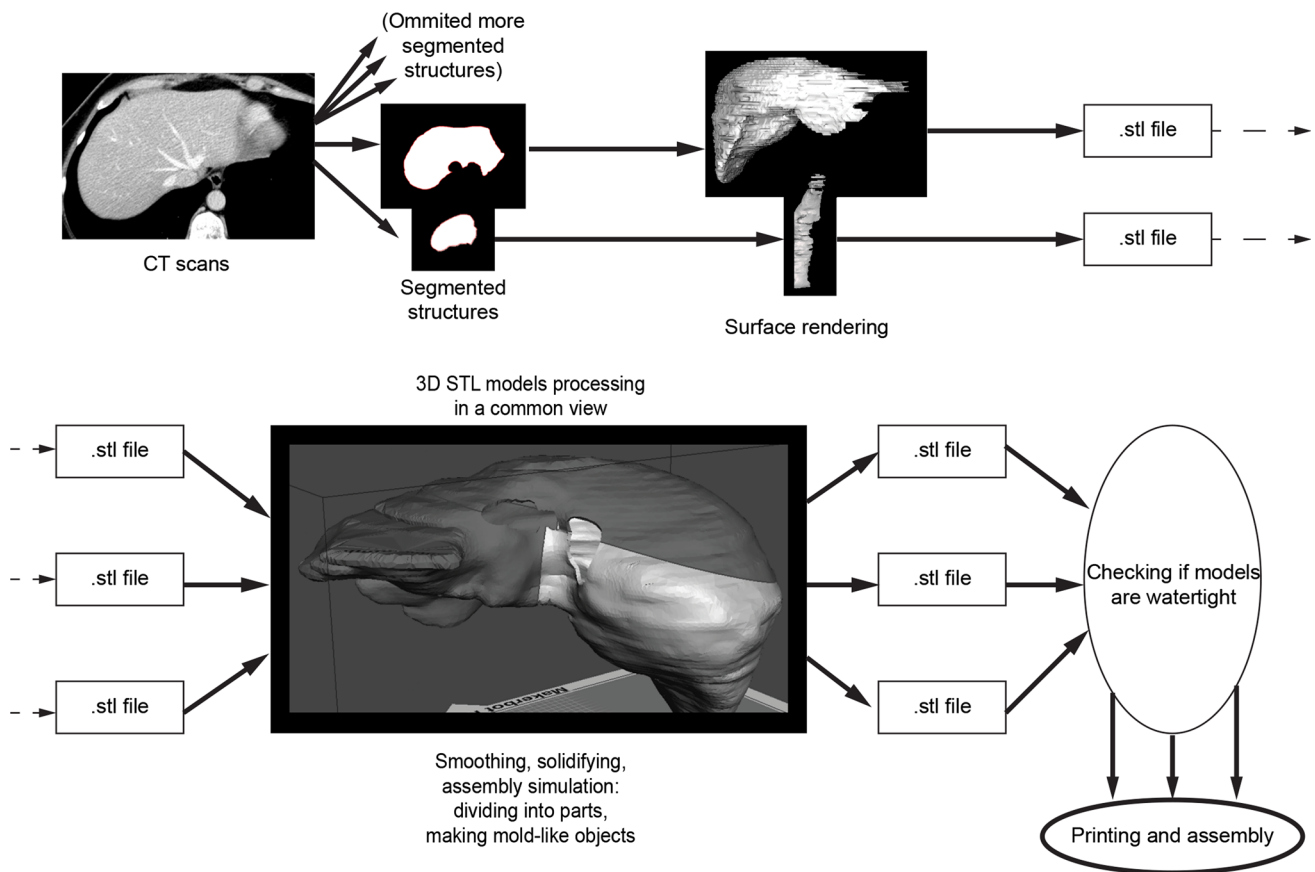 (Ommited more
segmented
structures)
CT scans
Segmented
structures
Surface rendering
.stl file
.stl file
3D STL models processing
in a common view
.stl file
.stl file
.stl file
Makerbot
.stl file
.stl file
.stl file
Smoothing, solidifying,
assembly simulation:
dividing into parts,
making mold-like objects
Checking if models
are watertight
Printing and assembly